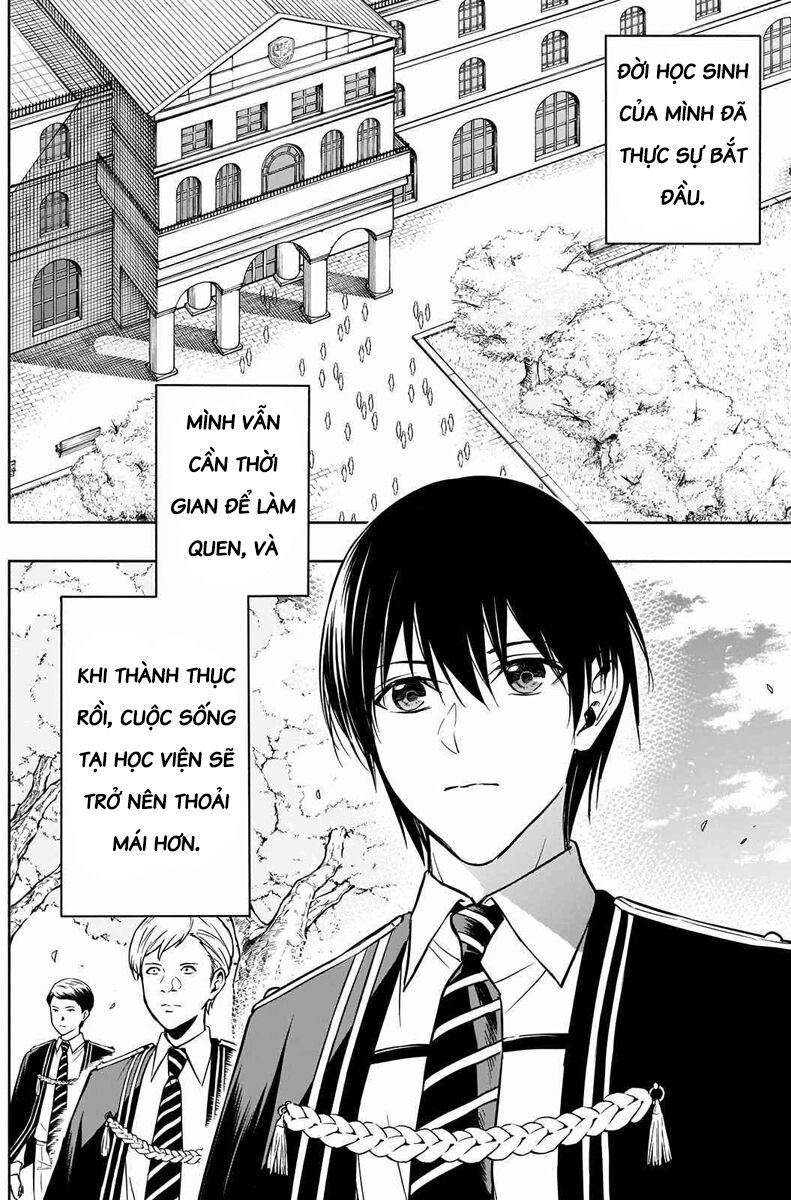 ĐỜI HỌC SINH
CỦA MÌNH ĐÃ
THỰC SỰ BẮT
ĐẦU.
MÌNH VẪN
CẦN THỜI
GIAN ĐỂ LÀM
QUEN, VÀ
KHI THÀNH THỤC
RỒI, CUỘC SỐNG
TẠI HỌC VIỆN SẼ
TRỞ NÊN THOẢI
MÁI HƠN.